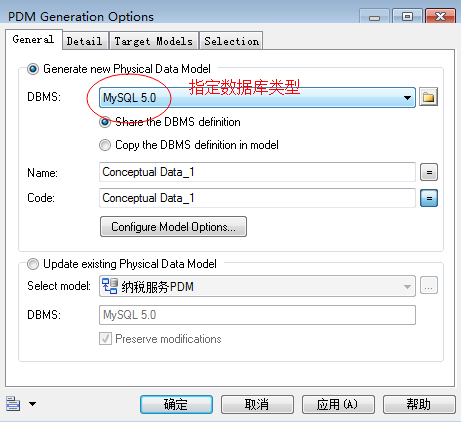 PDM Generation Options
General
Detail
Target Models
Selection
Generate new Physical Data Model
指定数据库类型
DBMS:
MySQL 5.0
Share the DBMS definition
Copy the DBMS definition in model
Name:
Conceptual Data_1
=
Code:
Conceptual Data_1
=
Configure Model Options...
Update existing Physical Data Model
Select model:
纳税服务PDM
...
DBMS:
MySQL 5.0
Preserve modifications
确定
取消
应用(A)
帮助